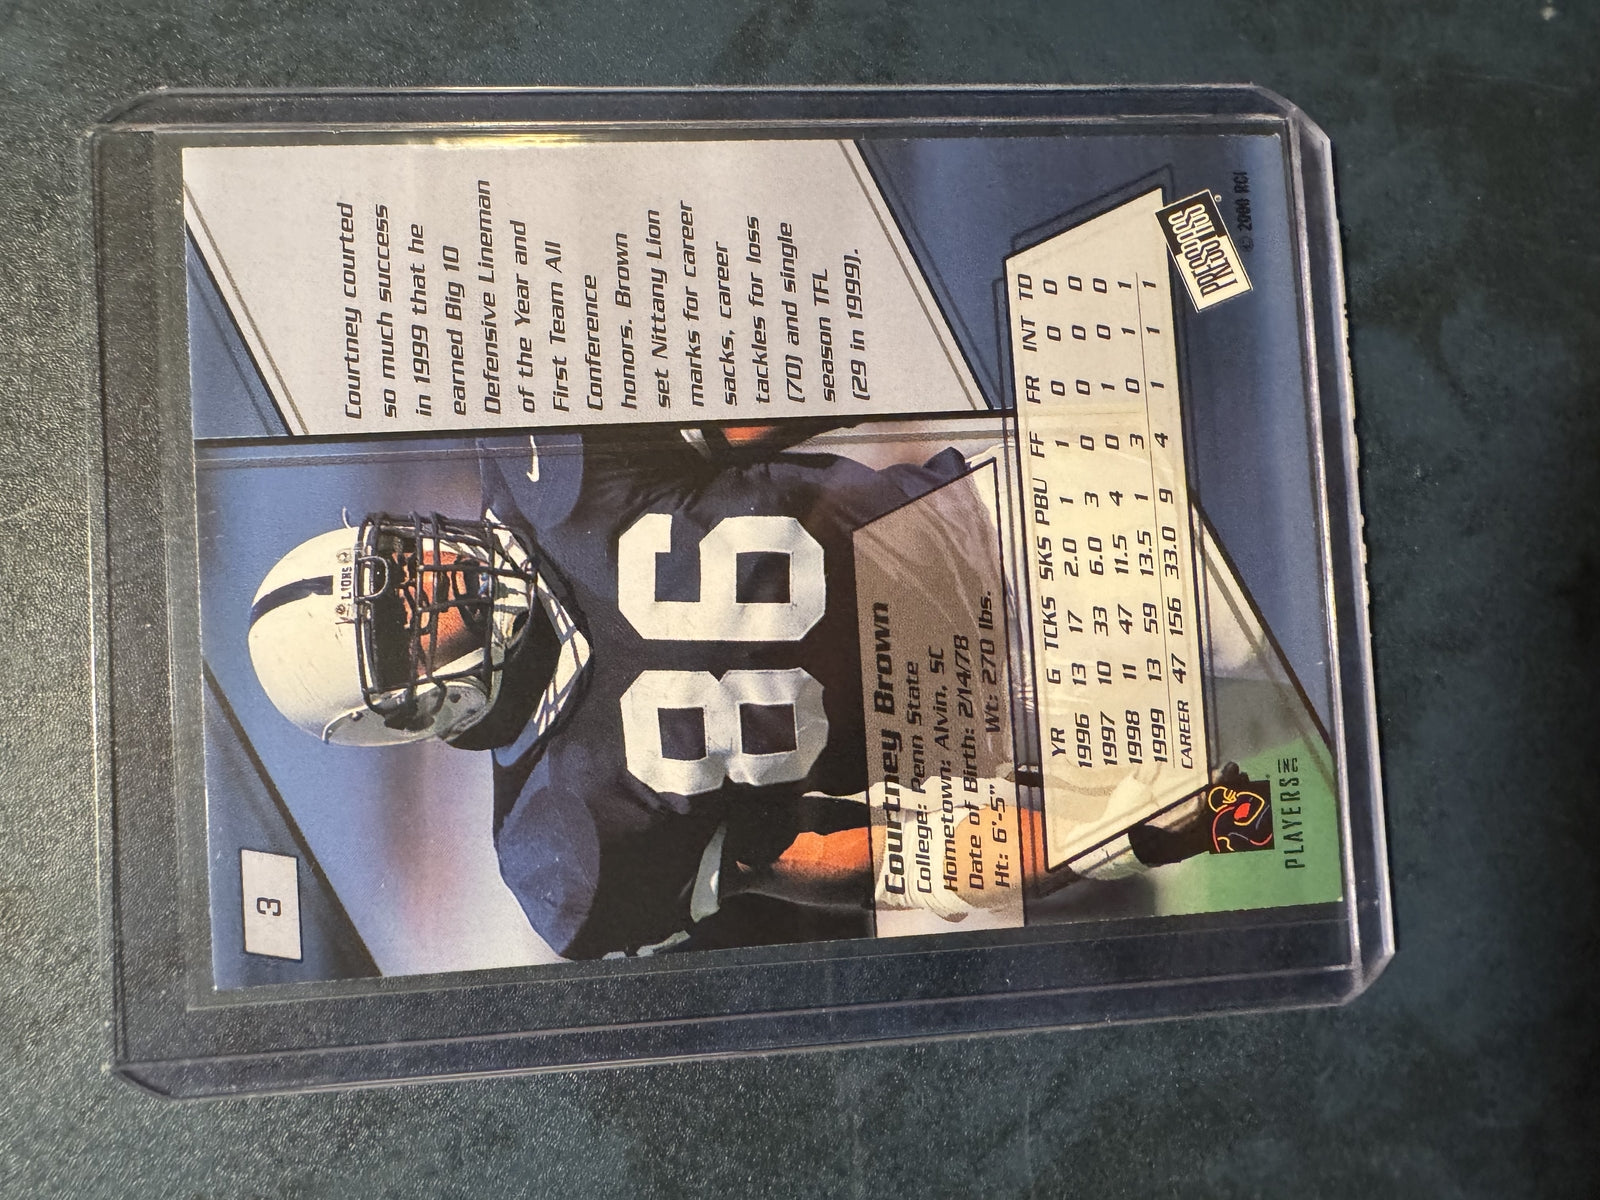 3
LIONS
86
Courtney courted
so much success
in 1999 that he
earned Big 10
Defensive Lineman
of the Year and
First Team All
Conference
honors. Brown
set Nittany Lion
marks for career
sacks, career
tackles for loss
(70) and single
season TFL
(29 in 1999).
Courtney Brown
College: Penn State
Hometown: Alvin, SC
Date of Birth: 2/14/78
Ht: 6'-5" Wt: 270 lbs.
YR G TCKS SKS PBU FF FR INT TD
1996 13 17 2.0 1 1 0 0 0
1997 10 33 6.0 3 0 0 0 0
1998 11 47 11.5 4 0 1 0 0
1999 13 59 13.5 1 3 0 1 1
CAREER 47 156 33.0 9 4 1 1 1
PLAYERS INC
PRESS PASS
© 2000 RCI